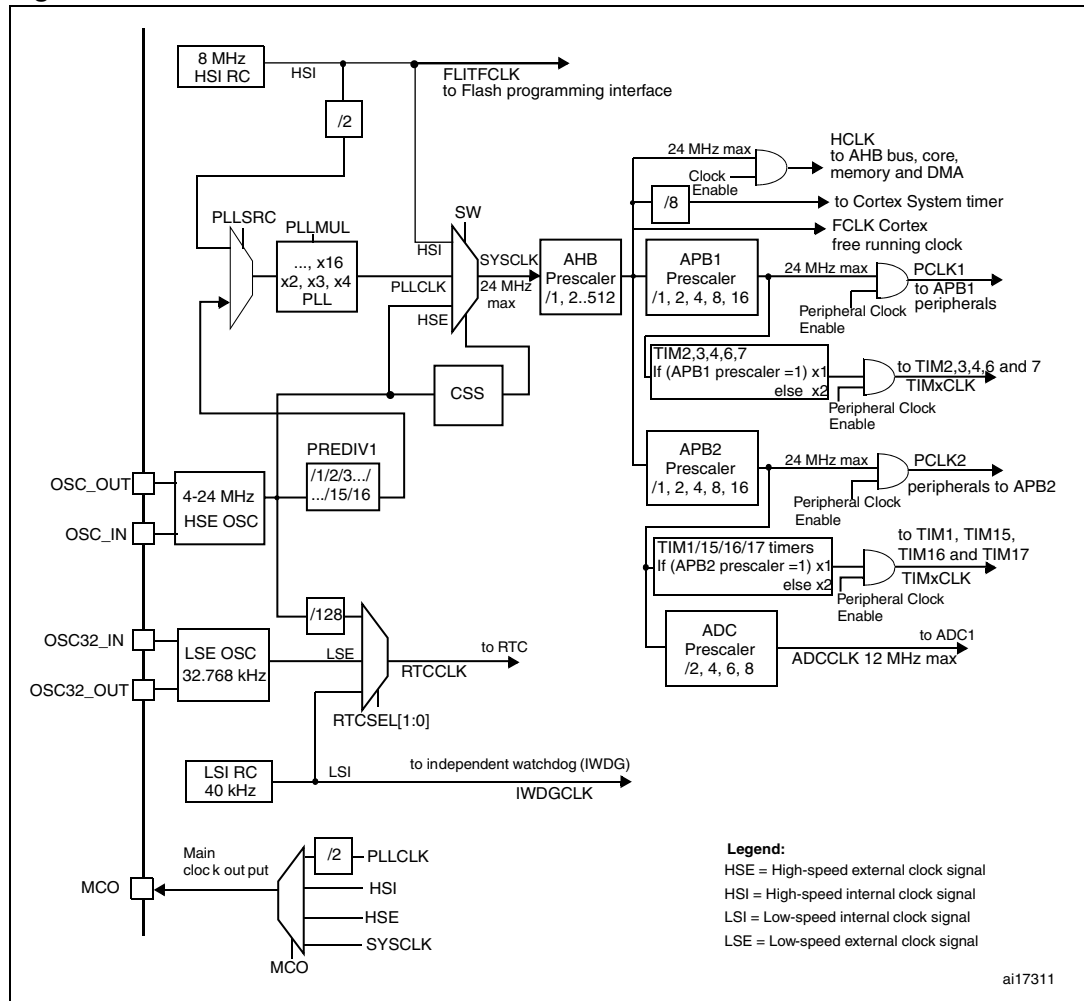 8 MHz
HSI RC
HSI
FLITFCLK
to Flash programming interface
/2
HCLK
to AHB bus, core,
memory and DMA
24 MHz max
Clock
Enable
/8
to Cortex System timer
FCLK Cortex
free running clock
PLLSRC
PLLMUL
..., x16
x2, x3, x4
PLL
SW
HSI
PLLCLK
HSE
SYSCLK
24 MHz
max
AHB
Prescaler
/1, 2..512
APB1
Prescaler
/1, 2, 4, 8, 16
24 MHz max
PCLK1
to APB1
peripherals
Peripheral Clock
Enable
TIM2,3,4,6,7
If (APB1 prescaler =1) x1
else x2
to TIM2,3,4,6 and 7
TIMxCLK
Peripheral Clock
Enable
CSS
PREDIV1
/1/2/3.../
.../15/16
OSC_OUT
OSC_IN
4-24 MHz
HSE OSC
APB2
Prescaler
/1, 2, 4, 8, 16
24 MHz max
PCLK2
peripherals to APB2
Peripheral Clock
Enable
TIM1/15/16/17 timers
If (APB2 prescaler =1) x1
else x2
to TIM1, TIM15,
TIM16 and TIM17
TIMxCLK
Peripheral Clock
Enable
/128
OSC32_IN
OSC32_OUT
LSE OSC
32.768 kHz
LSE
to RTC
RTCCLK
RTCSEL[1:0]
ADC
Prescaler
/2, 4, 6, 8
to ADC1
ADCCLK 12 MHz max
LSI RC
40 kHz
LSI
to independent watchdog (IWDG)
IWDGCLK
MCO
Main
clock output
/2
PLLCLK
HSI
HSE
SYSCLK
MCO
Legend:
HSE = High-speed external clock signal
HSI = High-speed internal clock signal
LSI = Low-speed internal clock signal
LSE = Low-speed external clock signal
ai17311